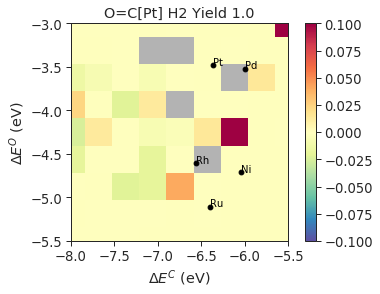 O=C[Pt] H2 Yield 1.0
−3.0
−3.5
−4.0
−4.5
−5.0
−5.5
ΔE^O (eV)
Pt
Pd
Rh
Ni
Ru
−8.0 −7.5 −7.0 −6.5 −6.0 −5.5
ΔE^C (eV)
0.100
0.075
0.050
0.025
0.000
−0.025
−0.050
−0.075
−0.100